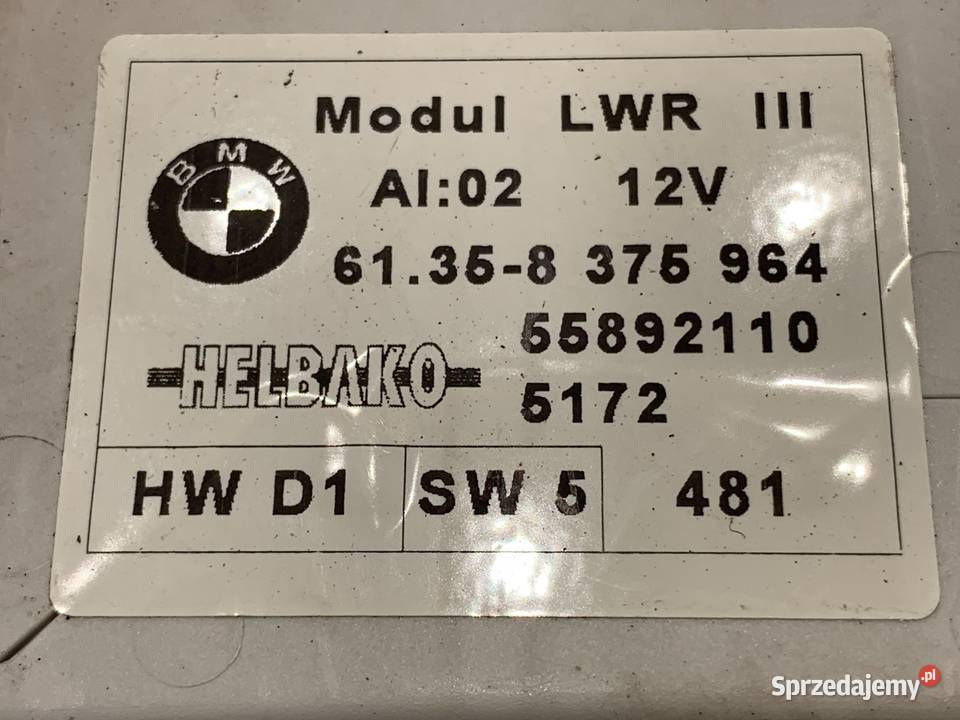 Modul LWR III
BMW
AI:02 12V
61.35-8 375 964
55892110
HELBAKO
5172
HW D1 SW 5 481
Sprzedajemy.pl